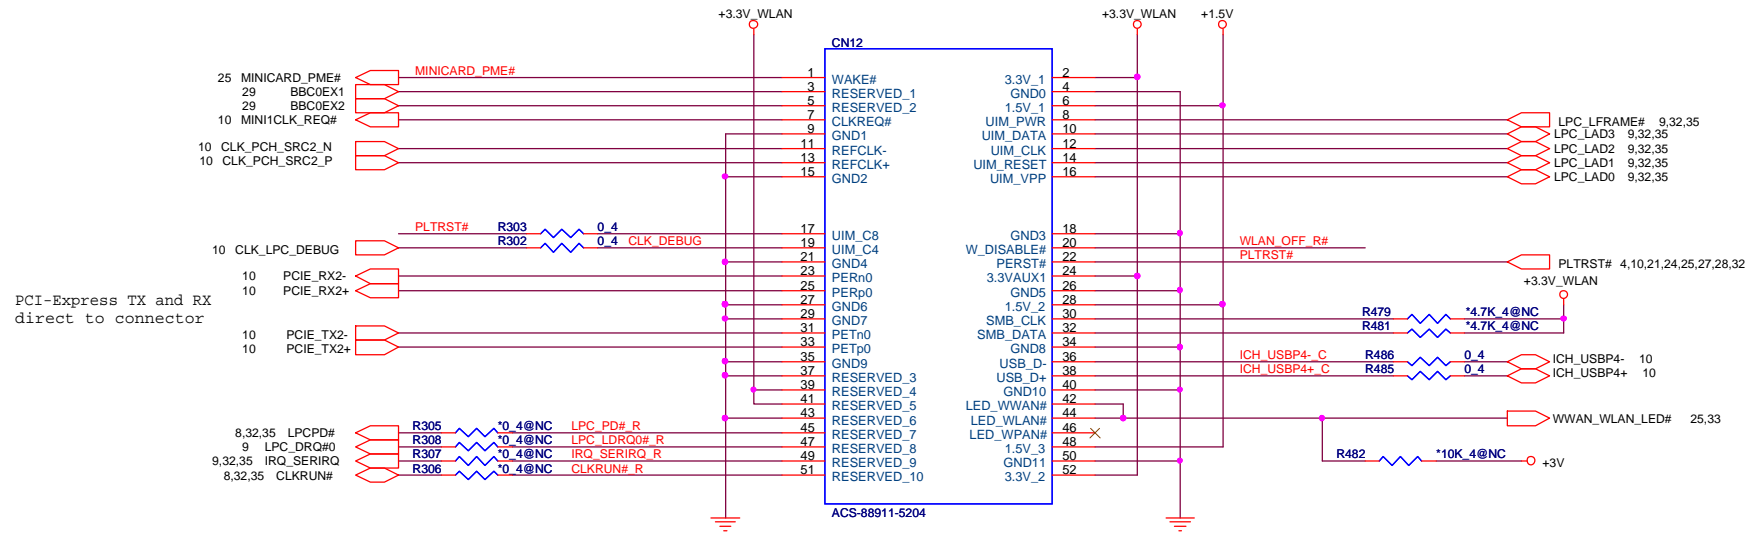 +3.3V_WLAN +3.3V_WLAN +1.5V
CN12
25 MINICARD_PME# MINICARD_PME# 1 WAKE# 3.3V_1 2
29 BBC0EX1 3 RESERVED_1 GND0 4
29 BBC0EX2 5 RESERVED_2 1.5V_1 6
10 MINI1CLK_REQ# 7 CLKREQ# UIM_PWR 8 LPC_LFRAME# 9,32,35
9 GND1 UIM_DATA 10 LPC_LAD3 9,32,35
10 CLK_PCH_SRC2_N 11 REFCLK- UIM_CLK 12 LPC_LAD2 9,32,35
10 CLK_PCH_SRC2_P 13 REFCLK+ UIM_RESET 14 LPC_LAD1 9,32,35
15 GND2 UIM_VPP 16 LPC_LAD0 9,32,35
PLTRST# R303 0_4 17 UIM_C8 GND3 18
10 CLK_LPC_DEBUG R302 0_4 CLK_DEBUG 19 UIM_C4 W_DISABLE# 20 WLAN_OFF_R#
21 GND4 PERST# 22 PLTRST# PLTRST# 4,10,21,24,25,27,28,32
10 PCIE_RX2- 23 PERn0 3.3VAUX1 24
10 PCIE_RX2+ 25 PERp0 GND5 26 +3.3V_WLAN
PCI-Express TX and RX
direct to connector
27 GND6 1.5V_2 28
29 GND7 SMB_CLK 30 R479 *4.7K_4@NC
10 PCIE_TX2- 31 PETn0 SMB_DATA 32 R481 *4.7K_4@NC
10 PCIE_TX2+ 33 PETp0 GND8 34
35 GND9 USB_D- 36 ICH_USBP4-_C R486 0_4 ICH_USBP4- 10
37 RESERVED_3 USB_D+ 38 ICH_USBP4+_C R485 0_4 ICH_USBP4+ 10
39 RESERVED_4 GND10 40
41 RESERVED_5 LED_WWAN# 42
43 RESERVED_6 LED_WLAN# 44 WWAN_WLAN_LED# 25,33
8,32,35 LPCPD# R305 *0_4@NC LPC_PD#_R 45 RESERVED_7 LED_WPAN# 46
9 LPC_DRQ#0 R308 *0_4@NC LPC_LDRQ0#_R 47 RESERVED_8 1.5V_3 48
9,32,35 IRQ_SERIRQ R307 *0_4@NC IRQ_SERIRQ_R 49 RESERVED_9 GND11 50 R482 *10K_4@NC +3V
8,32,35 CLKRUN# R306 *0_4@NC CLKRUN#_R 51 RESERVED_10 3.3V_2 52
ACS-88911-5204